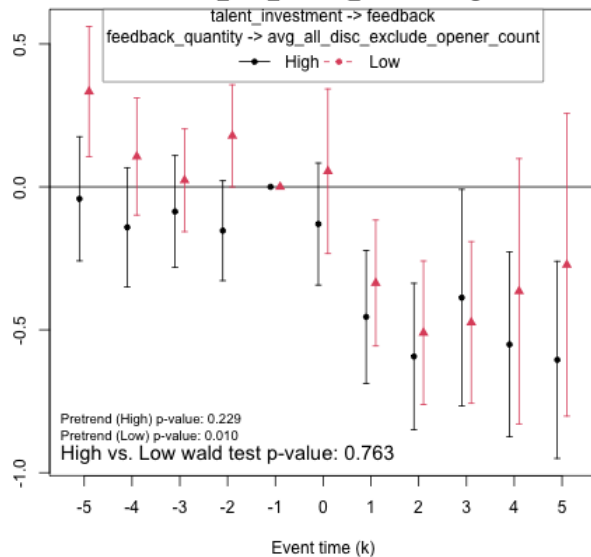 talent_investment -> feedback
feedback_quantity -> avg_all_disc_exclude_opener_count
High Low
0.5
0.0
-0.5
-1.0
Pretrend (High) p-value: 0.229
Pretrend (Low) p-value: 0.010
High vs. Low wald test p-value: 0.763
-5 -4 -3 -2 -1 0 1 2 3 4 5
Event time (k)